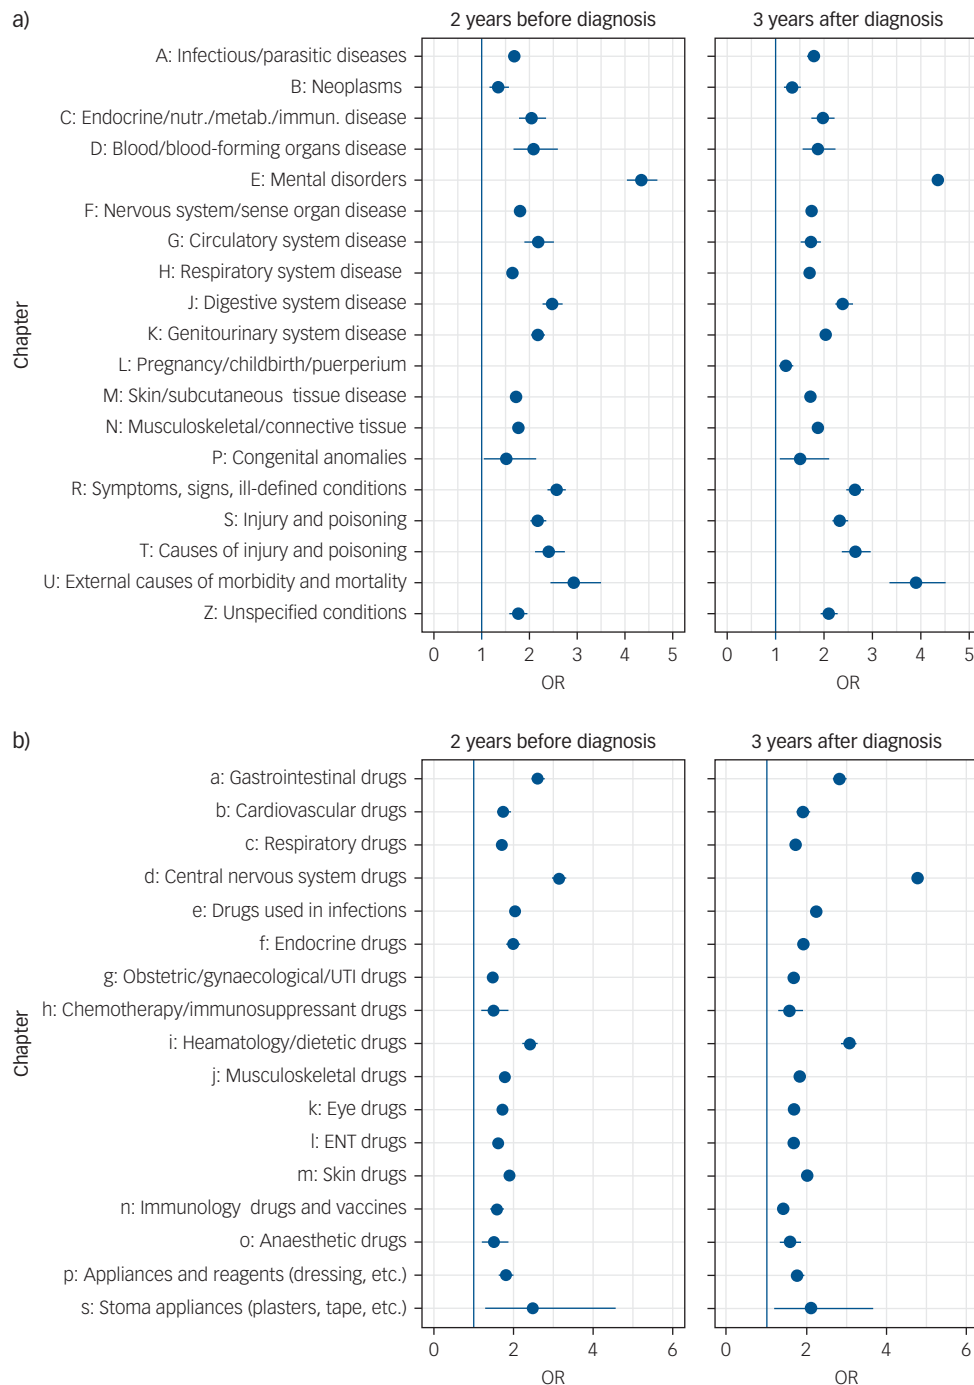 a)
2 years before diagnosis
3 years after diagnosis
Chapter
A: Infectious/parasitic diseases
B: Neoplasms
C: Endocrine/nutr./metab./immun. disease
D: Blood/blood-forming organs disease
E: Mental disorders
F: Nervous system/sense organ disease
G: Circulatory system disease
H: Respiratory system disease
J: Digestive system disease
K: Genitourinary system disease
L: Pregnancy/childbirth/puerperium
M: Skin/subcutaneous tissue disease
N: Musculoskeletal/connective tissue
P: Congenital anomalies
R: Symptoms, signs, ill-defined conditions
S: Injury and poisoning
T: Causes of injury and poisoning
U: External causes of morbidity and mortality
Z: Unspecified conditions
0 1 2 3 4 5
0 1 2 3 4 5
OR
OR
b)
2 years before diagnosis
3 years after diagnosis
Chapter
a: Gastrointestinal drugs
b: Cardiovascular drugs
c: Respiratory drugs
d: Central nervous system drugs
e: Drugs used in infections
f: Endocrine drugs
g: Obstetric/gynaecological/UTI drugs
h: Chemotherapy/immunosuppressant drugs
i: Heamatology/dietetic drugs
j: Musculoskeletal drugs
k: Eye drugs
l: ENT drugs
m: Skin drugs
n: Immunology drugs and vaccines
o: Anaesthetic drugs
p: Appliances and reagents (dressing, etc.)
s: Stoma appliances (plasters, tape, etc.)
0 2 4 6
0 2 4 6
OR
OR